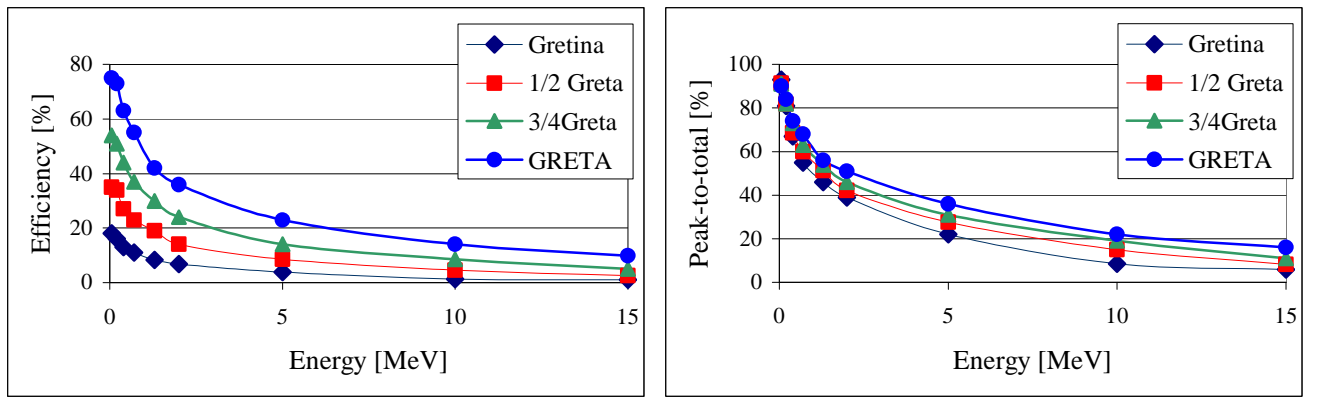 Efficiency [%]
80
60
40
20
0
0 5 10 15
Energy [MeV]
Gretina
1/2 Greta
3/4Greta
GRETA
Peak-to-total [%]
100
80
60
40
20
0
0 5 10 15
Energy [MeV]
Gretina
1/2 Greta
3/4Greta
GRETA